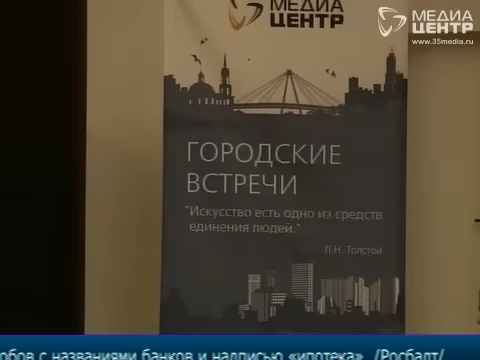 МЕДИА
ЦЕНТР
МЕДИА
ЦЕНТР
www.35media.ru
ГОРОДСКИЕ
ВСТРЕЧИ
"Искусство есть одно из средств
единения людей."
Л.Н. Толстой
с названиями банков и надписью «ипотека». /Росбалт/